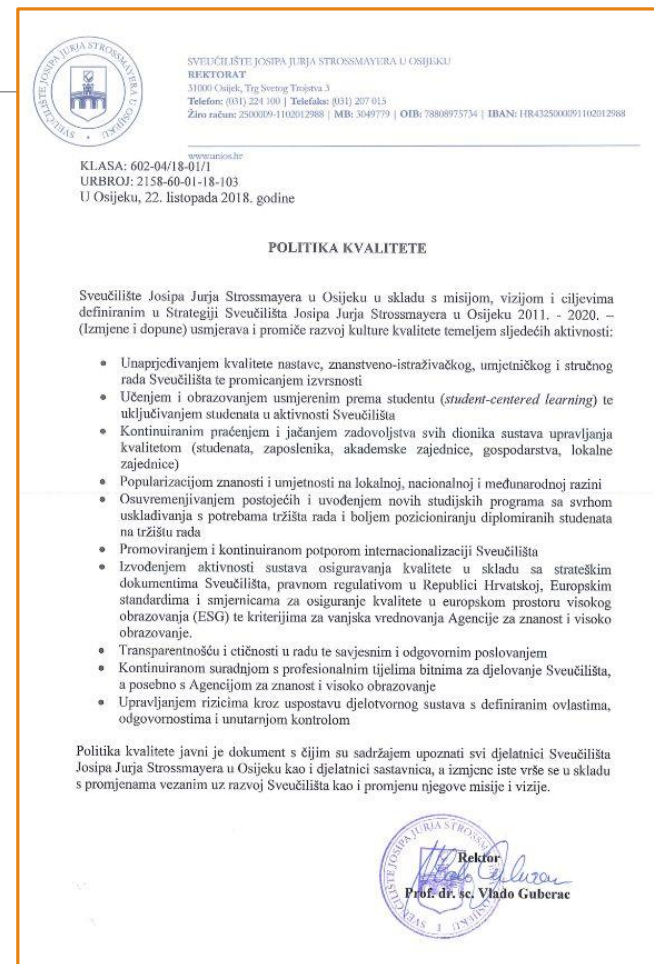 SVEUČILIŠTE JOSIPA JURJA STROSSMAYERA U OSIJEKU
SVEUČILIŠTE JOSIPA JURJA STROSSMAYERA U OSIJEKU
REKTORAT
31000 Osijek, Trg Svetog Trojstva 3
Telefon: (031) 224 100 | Telefaks: (031) 207 015
Žiro račun: 2500009-1102012988 | MB: 3049779 | OIB: 78808975734 | IBAN: HR4325000091102012988
www.unios.hr
KLASA: 602-04/18-01/1
URBROJ: 2158-60-01-18-103
U Osijeku, 22. listopada 2018. godine
POLITIKA KVALITETE
Sveučilište Josipa Jurja Strossmayera u Osijeku u skladu s misijom, vizijom i ciljevima
definiranim u Strategiji Sveučilišta Josipa Jurja Strossmayera u Osijeku 2011. - 2020. –
(Izmjene i dopune) usmjerava i promiče razvoj kulture kvalitete temeljem sljedećih aktivnosti:
• Unaprjeđivanjem kvalitete nastave, znanstveno-istraživačkog, umjetničkog i stručnog
rada Sveučilišta te promicanjem izvrsnosti
• Učenjem i obrazovanjem usmjerenim prema studentu (student-centered learning) te
uključivanjem studenata u aktivnosti Sveučilišta
• Kontinuiranim praćenjem i jačanjem zadovoljstva svih dionika sustava upravljanja
kvalitetom (studenata, zaposlenika, akademske zajednice, gospodarstva, lokalne
zajednice)
• Popularizacijom znanosti i umjetnosti na lokalnoj, nacionalnoj i međunarodnoj razini
• Osuvremenjivanjem postojećih i uvođenjem novih studijskih programa sa svrhom
usklađivanja s potrebama tržišta rada i boljem pozicioniranju diplomiranih studenata
na tržištu rada
• Promoviranjem i kontinuiranom potporom internacionalizaciji Sveučilišta
• Izvođenjem aktivnosti sustava osiguravanja kvalitete u skladu sa strateškim
dokumentima Sveučilišta, pravnom regulativom u Republici Hrvatskoj, Europskim
standardima i smjernicama za osiguranje kvalitete u europskom prostoru visokog
obrazovanja (ESG) te kriterijima za vanjska vrednovanja Agencije za znanost i visoko
obrazovanje.
• Transparentnošću i etičnosti u radu te savjesnim i odgovornim poslovanjem
• Kontinuiranom suradnjom s profesionalnim tijelima bitnima za djelovanje Sveučilišta,
a posebno s Agencijom za znanost i visoko obrazovanje
• Upravljanjem rizicima kroz uspostavu djelotvornog sustava s definiranim ovlastima,
odgovornostima i unutarnjom kontrolom
Politika kvalitete javni je dokument s čijim su sadržajem upoznati svi djelatnici Sveučilišta
Josipa Jurja Strossmayera u Osijeku kao i djelatnici sastavnica, a izmjene iste vrše se u skladu
s promjenama vezanim uz razvoj Sveučilišta kao i promjenu njegove misije i vizije.
Rektor
Prof. dr. sc. Vlado Guberac